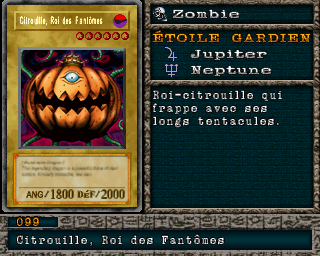 Citrouille, Roi des Fantômes
ANG/1800 DÉF/2000
Zombie
ÉTOILE GARDIEN
Jupiter
Neptune
Roi-citrouille qui
frappe avec ses
longs tentacules.
099
Citrouille, Roi des Fantômes